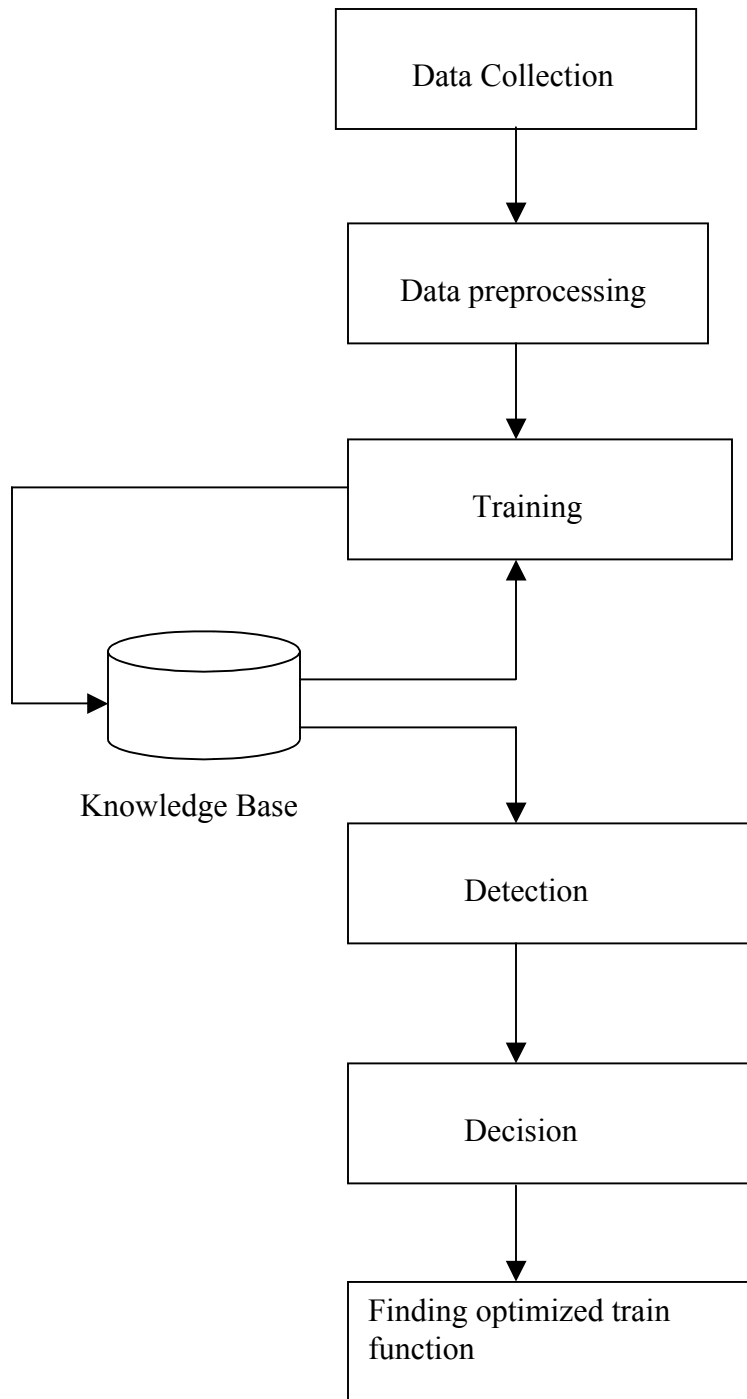 Data Collection
Data preprocessing
Training
Knowledge Base
Detection
Decision
Finding optimized train
function